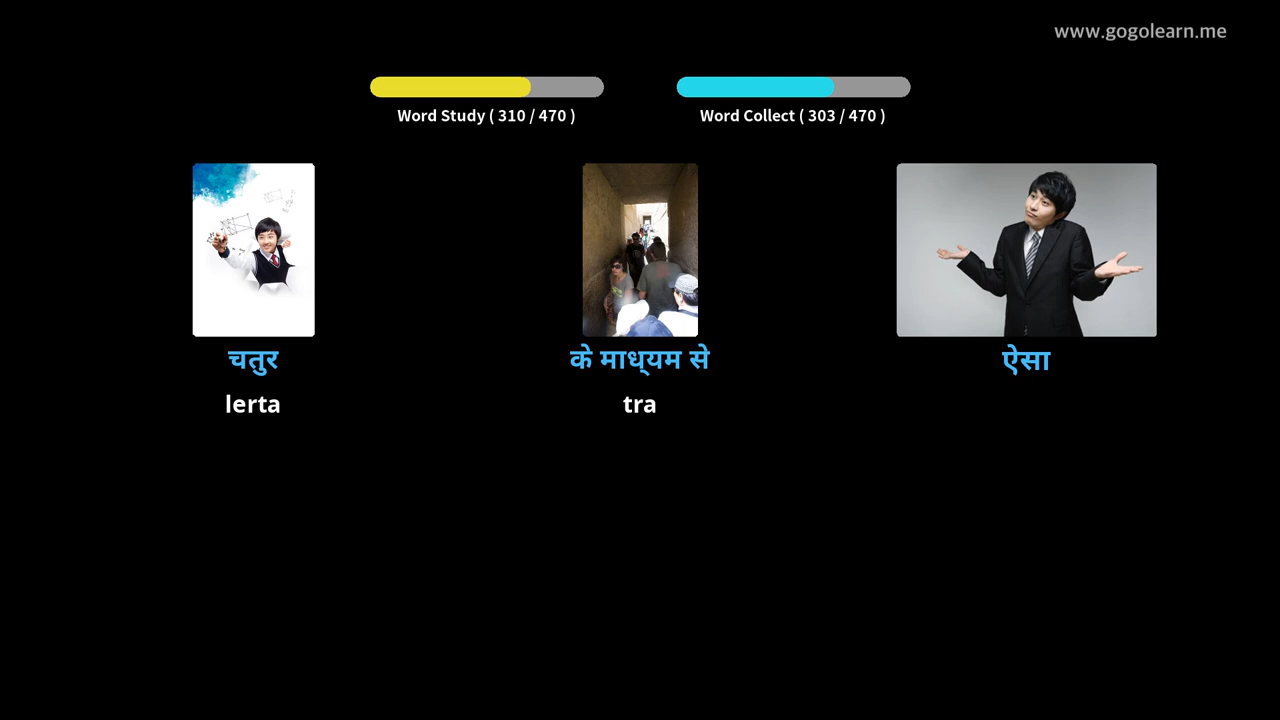 www.gogolearn.me
Word Study ( 310 / 470 )
Word Collect ( 303 / 470 )
चतुर
के माध्यम से
ऐसा
lerta
tra